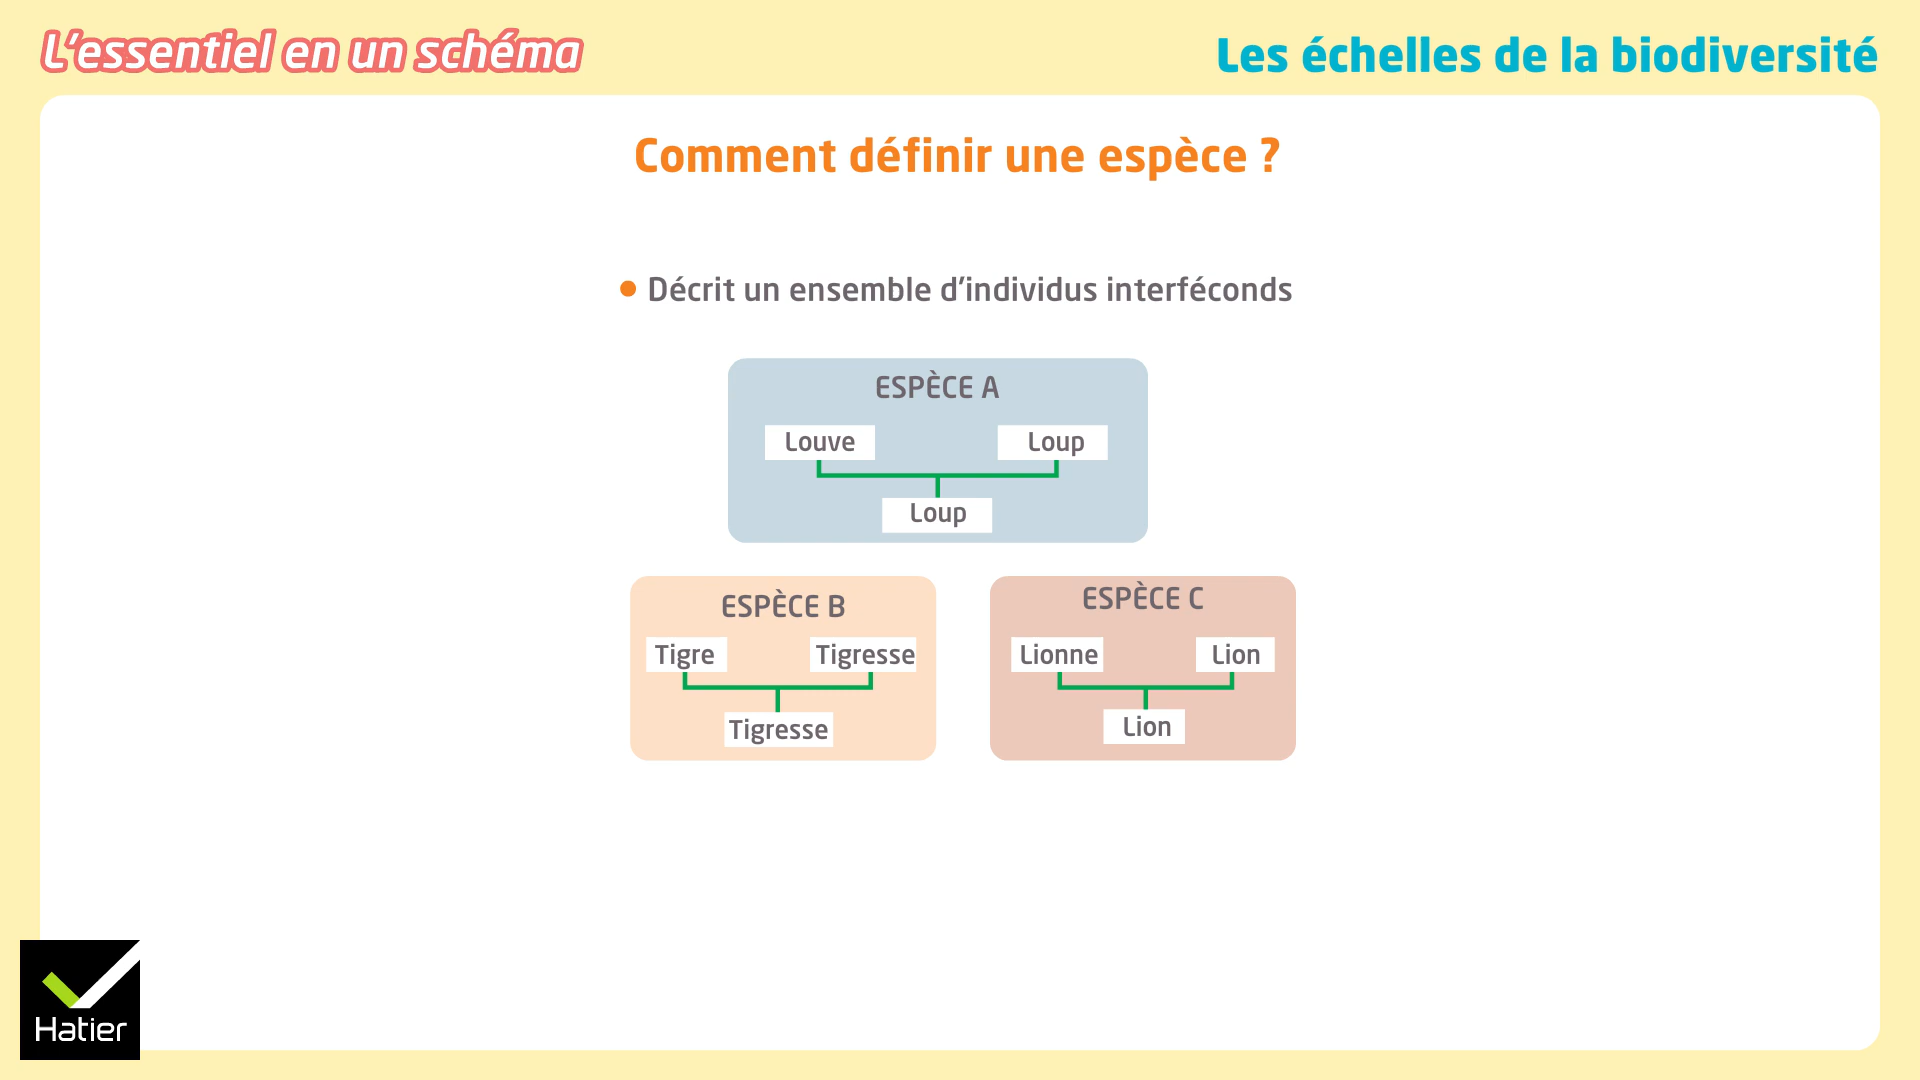 L'essentiel en un schéma
Les échelles de la biodiversité
Comment définir une espèce ?
• Décrit un ensemble d'individus interféconds
ESPÈCE A
Louve
Loup
Loup
ESPÈCE B
Tigre
Tigresse
Tigresse
ESPÈCE C
Lionne
Lion
Lion
Hatier